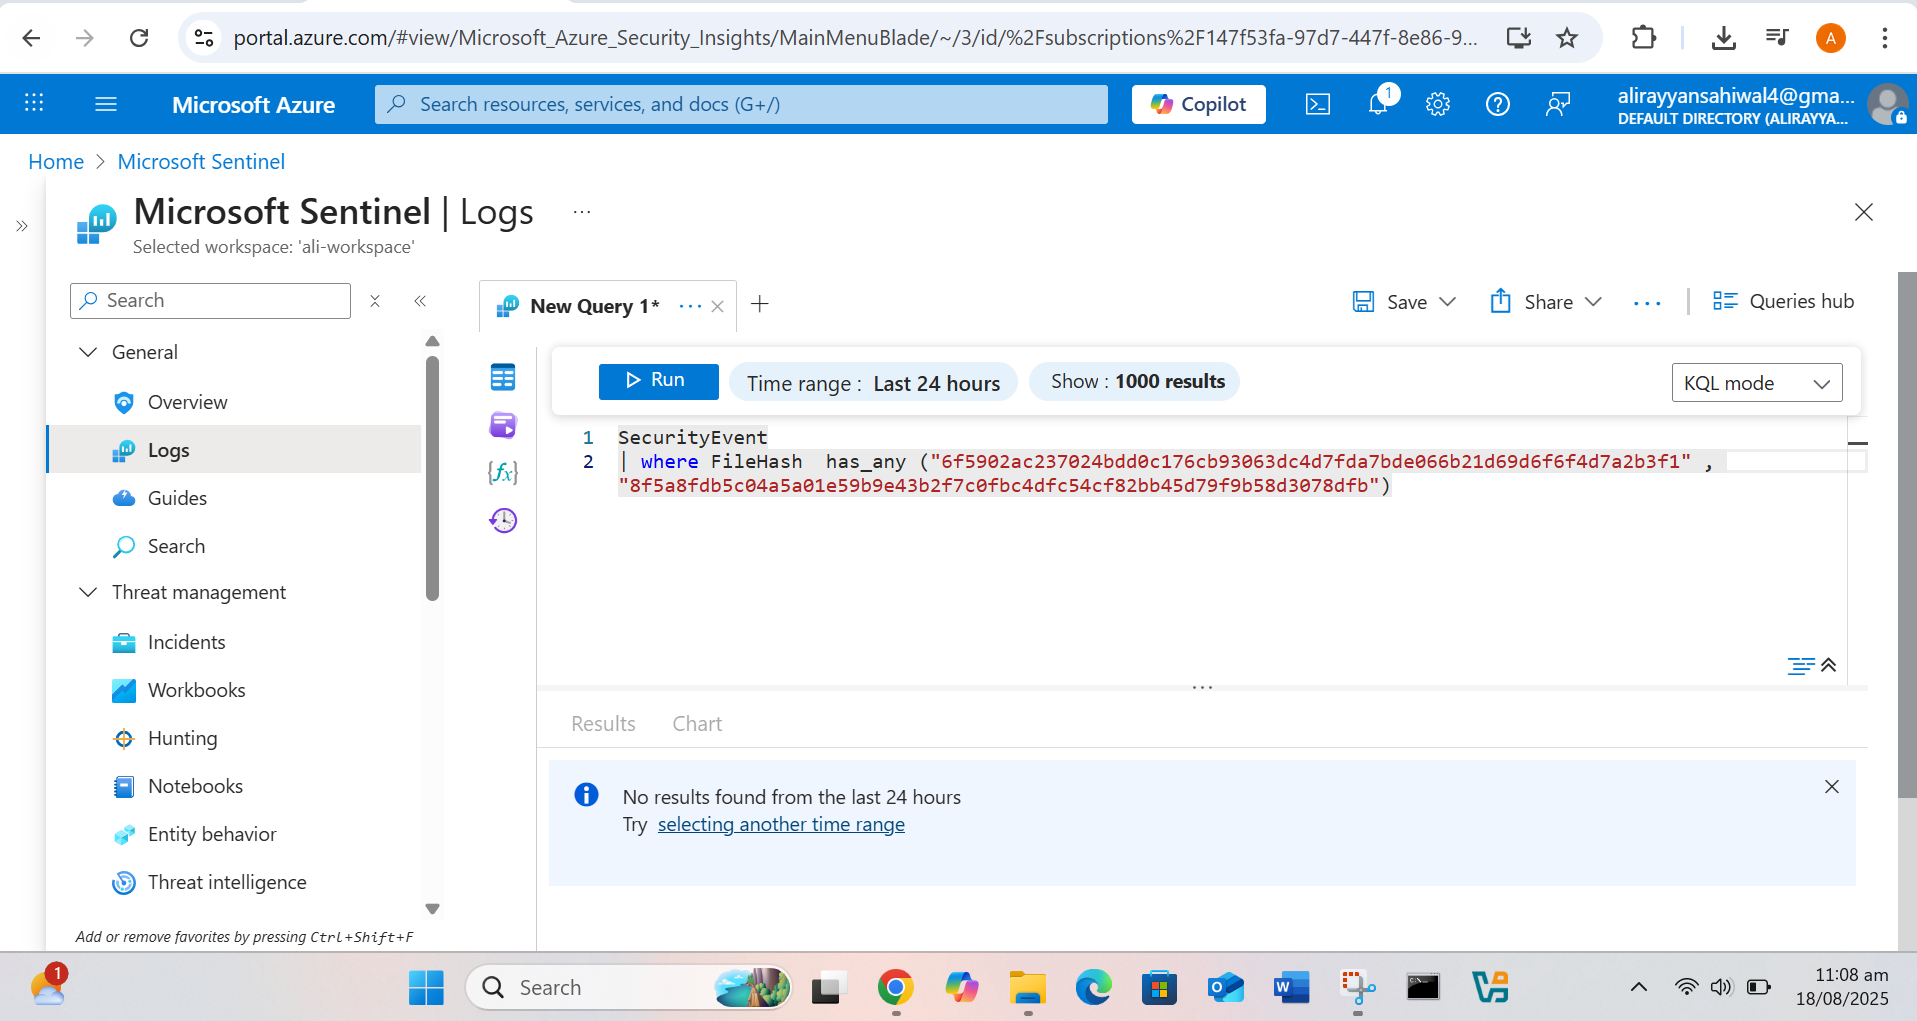 portal.azure.com/#view/Microsoft_Azure_Security_Insights/MainMenuBlade/~/3/id/%2Fsubscriptions%2F147f53fa-97d7-447f-8e86-9...
A
Microsoft Azure
Search resources, services, and docs (G+/)
Copilot
1
alirayyansahiwal4@gma...
DEFAULT DIRECTORY (ALIRAYYA...
Home > Microsoft Sentinel
Microsoft Sentinel | Logs ...
Selected workspace: 'ali-workspace'
Search
General
Overview
Logs
Guides
Search
Threat management
Incidents
Workbooks
Hunting
Notebooks
Entity behavior
Threat intelligence
Add or remove favorites by pressing Ctrl+Shift+F
New Query 1* ...
Save
Share
...
Queries hub
Run
Time range : Last 24 hours
Show : 1000 results
KQL mode
1 SecurityEvent
2 | where FileHash  has_any ("6f5902ac237024bdd0c176cb93063dc4d7fda7bde066b21d69d6f6f4d7a2b3f1" ,
"8f5a8fdb5c04a5a01e59b9e43b2f7c0fbc4dfc54cf82bb45d79f9b58d3078dfb")
...
Results
Chart
No results found from the last 24 hours
Try selecting another time range
1
Search
11:08 am
18/08/2025